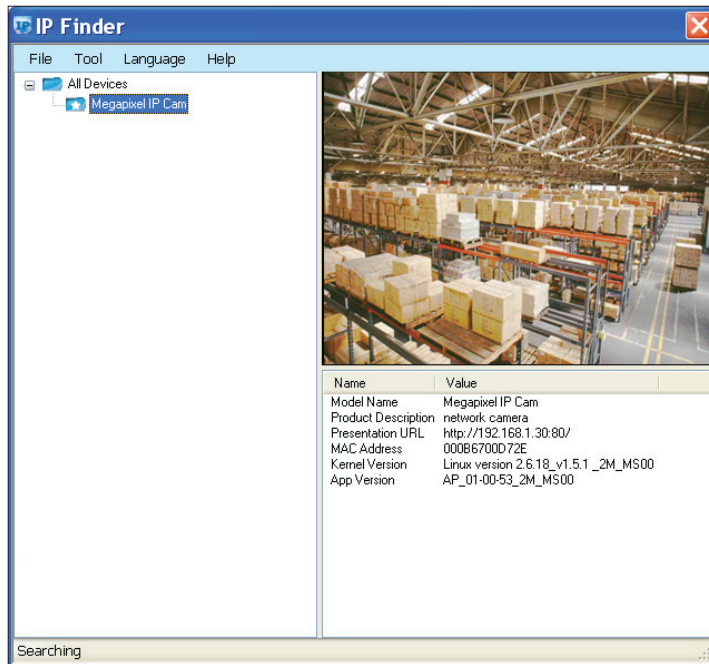 IP Finder
File Tool Language Help
All Devices
Megapixel IP Cam
Name Value
Model Name Megapixel IP Cam
Product Description network camera
Presentation URL http://192.168.1.30:80/
MAC Address 000B6700D72E
Kernel Version Linux version 2.6.18_v1.5.1 _2M_MS00
App Version AP_01-00-53_2M_MS00
Searching